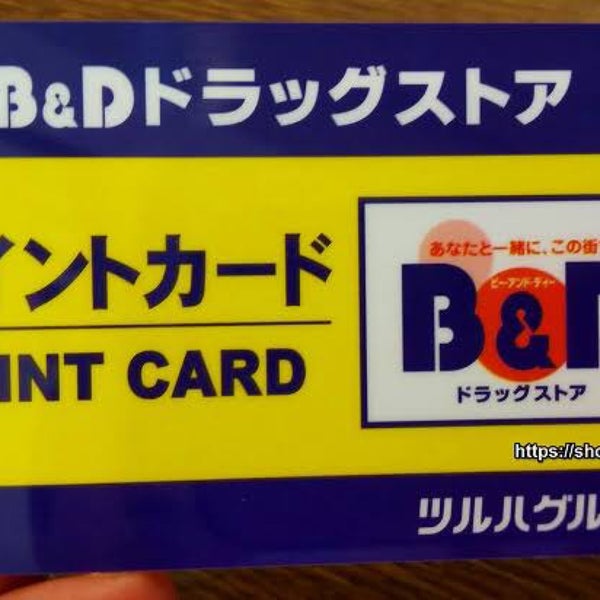 B&Dドラッグストア
イントカード
INT CARD
あなたと一緒に、この街
ビーアンド・ディー
B&D
ドラッグストア
https://sho
ツルハグル